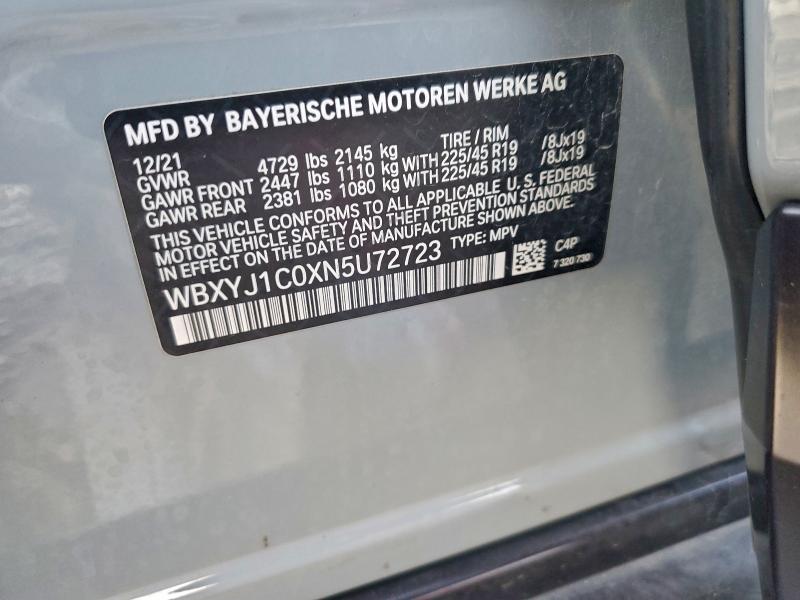 MFD BY BAYERISCHE MOTOREN WERKE AG
12/21 TIRE / RIM
GVWR 4729 lbs 2145 kg
GAWR FRONT 2447 lbs 1110 kg WITH 225/45 R19 /8Jx19
GAWR REAR 2381 lbs 1080 kg WITH 225/45 R19 /8Jx19
THIS VEHICLE CONFORMS TO ALL APPLICABLE U. S. FEDERAL
MOTOR VEHICLE SAFETY AND THEFT PREVENTION STANDARDS
IN EFFECT ON THE DATE OF MANUFACTURE SHOWN ABOVE.
WBXYJ1C0XN5U72723 TYPE: MPV C4P
7 320 730